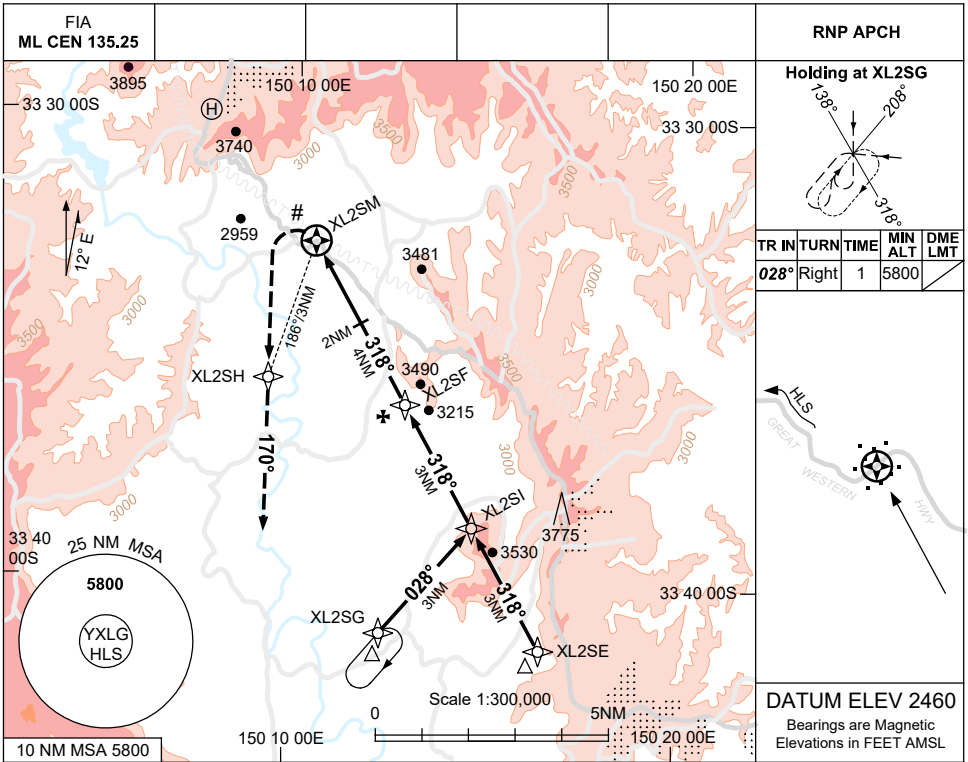 FIA
ML CEN 135.25
RNP APCH
3895
150 10 00E
150 20 00E
33 30 00S
33 30 00S
H
3740
3500
3000
3500
3000
12° E
2959
#
XL2SM
3481
3500
3000
186°/3NM
2NM
318°
4NM
3500
XL2SH
3490
XL2SF
3215
3000
3000
170°
318°
3NM
XL2SI
3000
33 40
00S
25 NM MSA
5800
YXLG
HLS
3775
3530
028°
3NM
318°
3NM
33 40 00S
XL2SG
XL2SE
Scale 1:300,000
0
5NM
10 NM MSA 5800
150 10 00E
150 20 00E
Holding at XL2SG
138°
208°
318°
TR IN TURN TIME MIN ALT DME LMT
028° Right 1 5800
HLS
GREAT
WESTERN
HWY
DATUM ELEV 2460
Bearings are Magnetic
Elevations in FEET AMSL